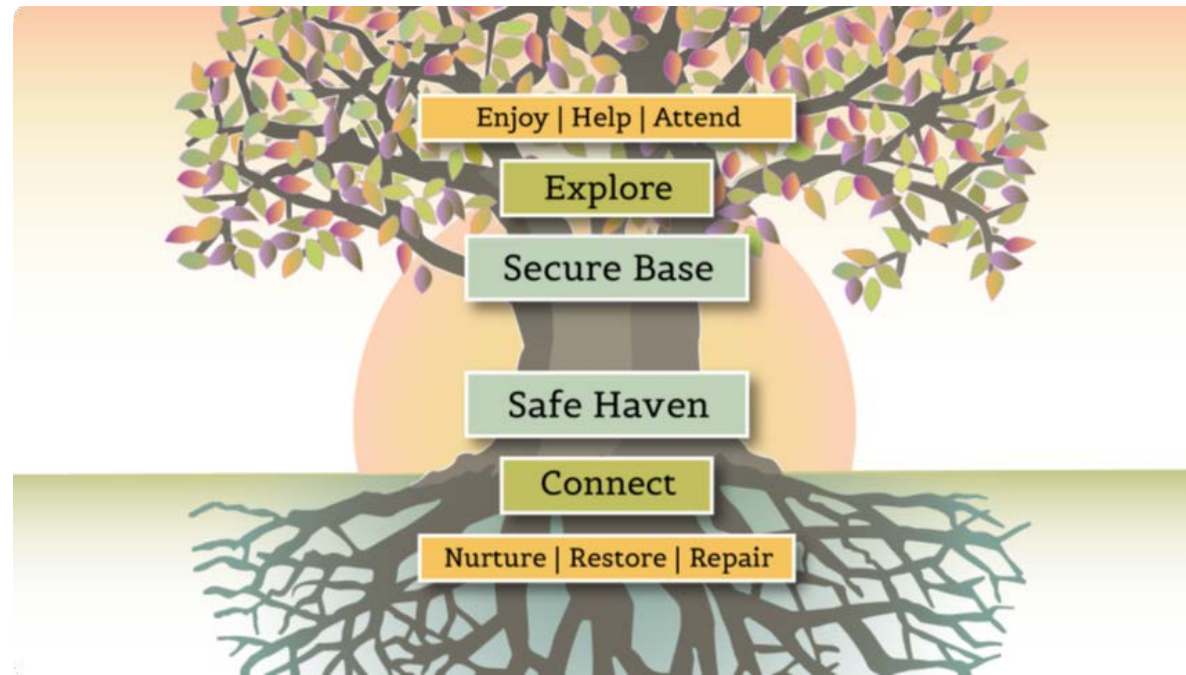 Enjoy | Help | Attend
Explore
Secure Base
Safe Haven
Connect
Nurture | Restore | Repair